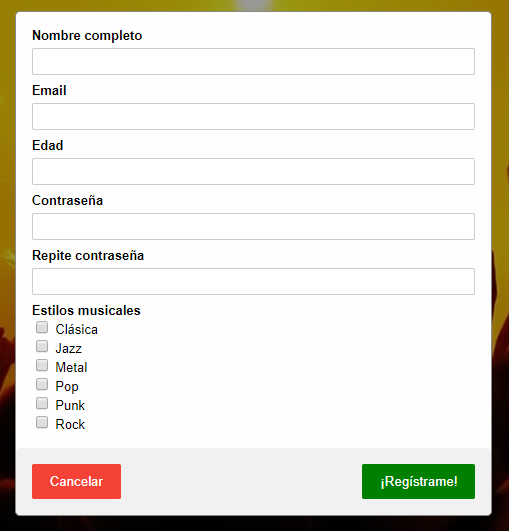 Nombre completo
Email
Edad
Contraseña
Repite contraseña
Estilos musicales
Clásica
Jazz
Metal
Pop
Punk
Rock
Cancelar
¡Regístrame!